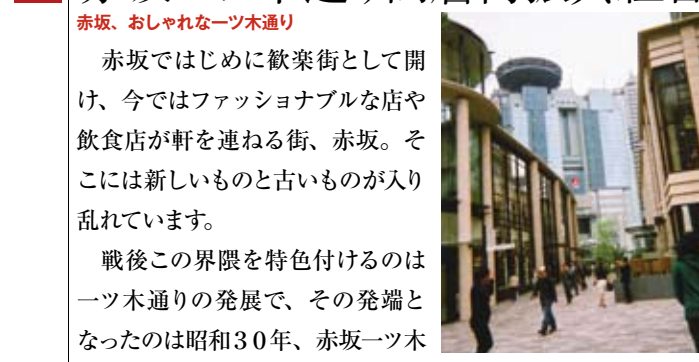 赤坂、おしゃれな一ツ木通り
　赤坂ではじめに歓楽街として開
け、今ではファッショナブルな店や
飲食店が軒を連ねる街、赤坂。そ
こには新しいものと古いものが入り
乱れています。
　戦後この界隈を特色付けるのは
一ツ木通りの発展で、その発端と
なったのは昭和３０年、赤坂一ツ木